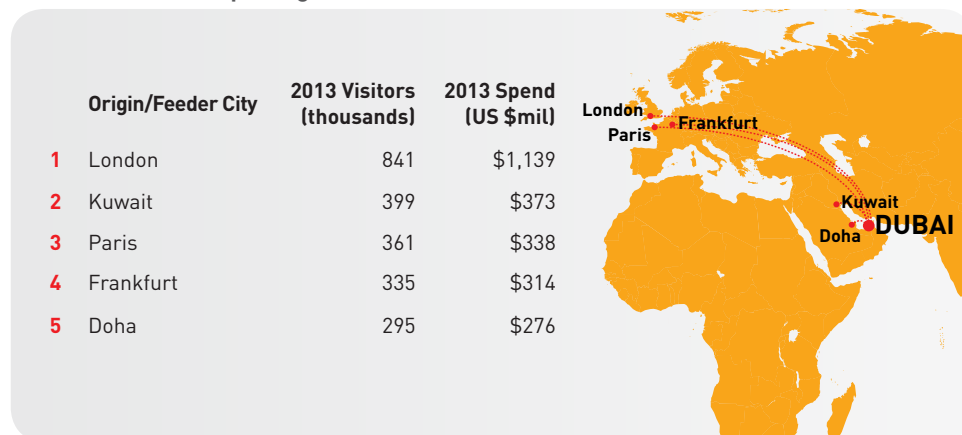 Origin/Feeder City 2013 Visitors (thousands) 2013 Spend (US $mil)
1 London 841 $1,139
2 Kuwait 399 $373
3 Paris 361 $338
4 Frankfurt 335 $314
5 Doha 295 $276
London
Frankfurt
Paris
Kuwait
DUBAI
Doha